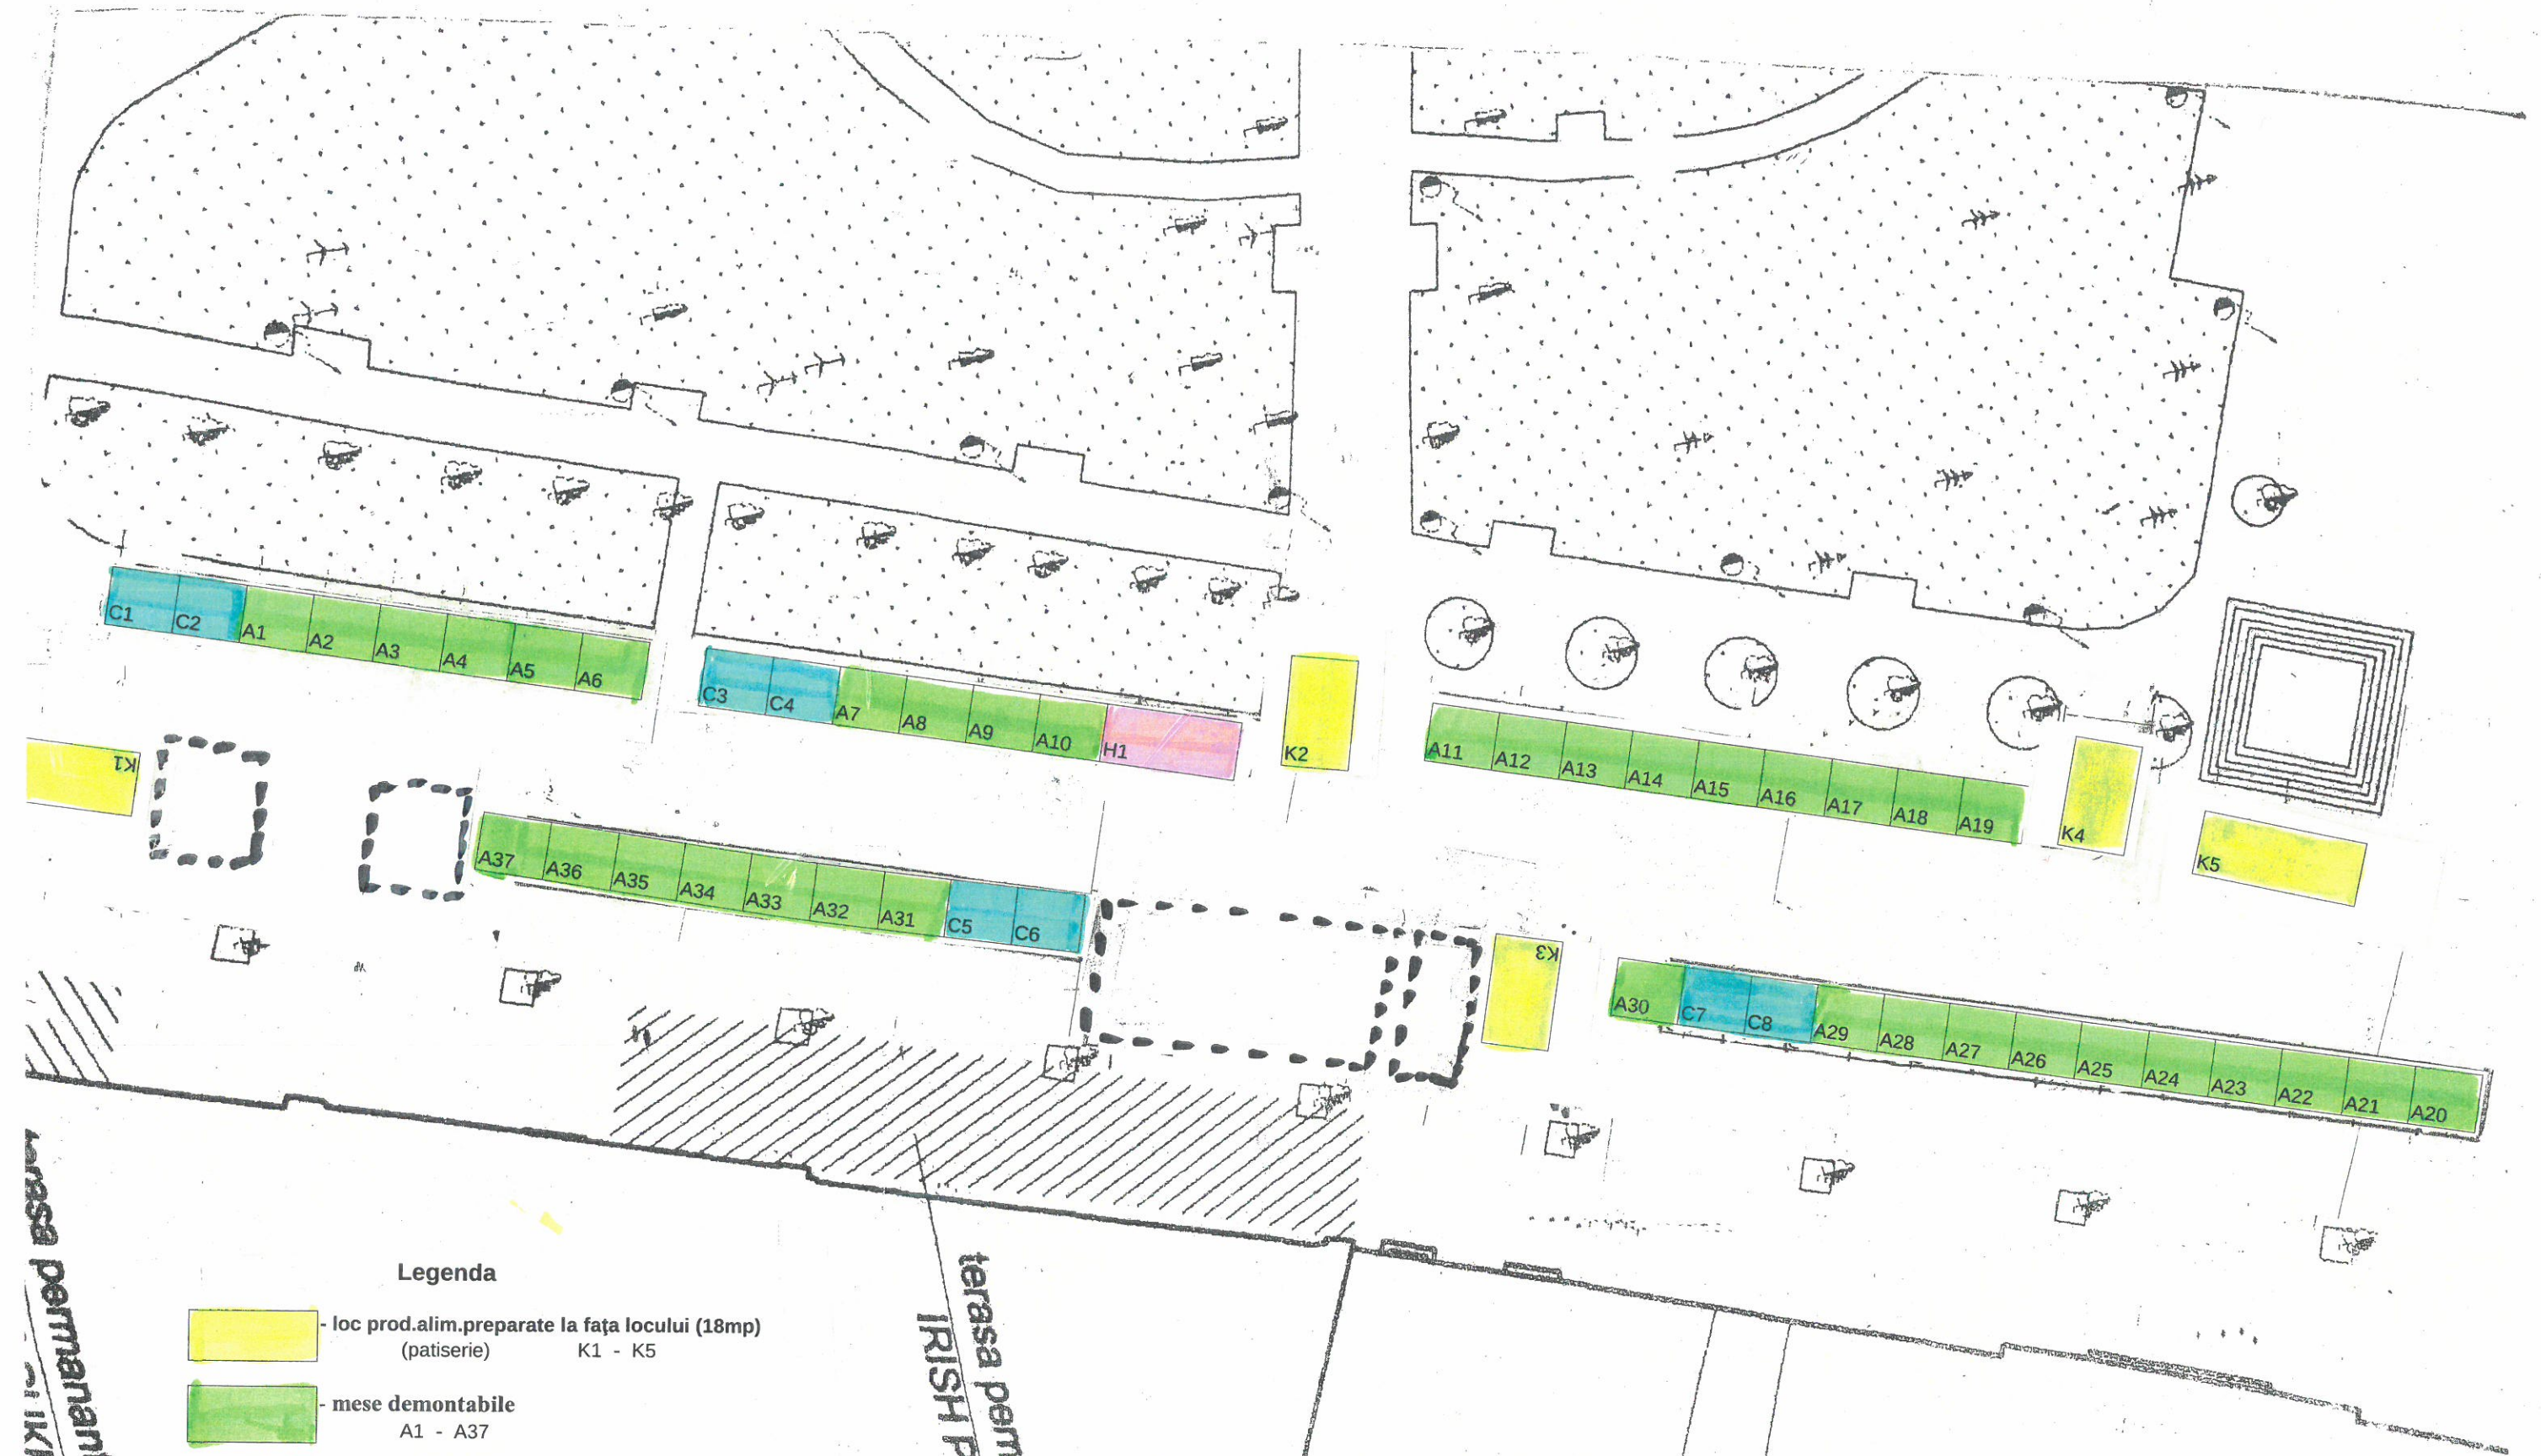 C1 C2 A1 A2 A3 A4 A5 A6
C3 C4 A7 A8 A9 A10 H1
K2
A11 A12 A13 A14 A15 A16 A17 A18 A19
K4
K5
K1
A37 A36 A35 A34 A33 A32 A31 C5 C6
K3
A30 C7 C8 A29 A28 A27 A26 A25 A24 A23 A22 A21 A20
Legenda
- loc prod.alim.preparate la fața locului (18mp)
(patiserie) K1 - K5
- mese demontabile
A1 - A37
terasa perm
IRISH P
terasa permanant